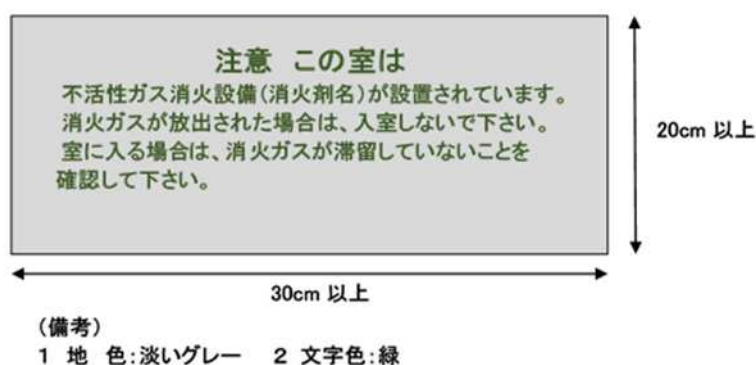 注意 この室は
不活性ガス消火設備(消火剤名)が設置されています。
消火ガスが放出された場合は、入室しないで下さい。
室に入る場合は、消火ガスが滞留していないことを
確認して下さい。
20cm 以上
30cm 以上
(備考)
1 地 色:淡いグレー 2 文字色:緑